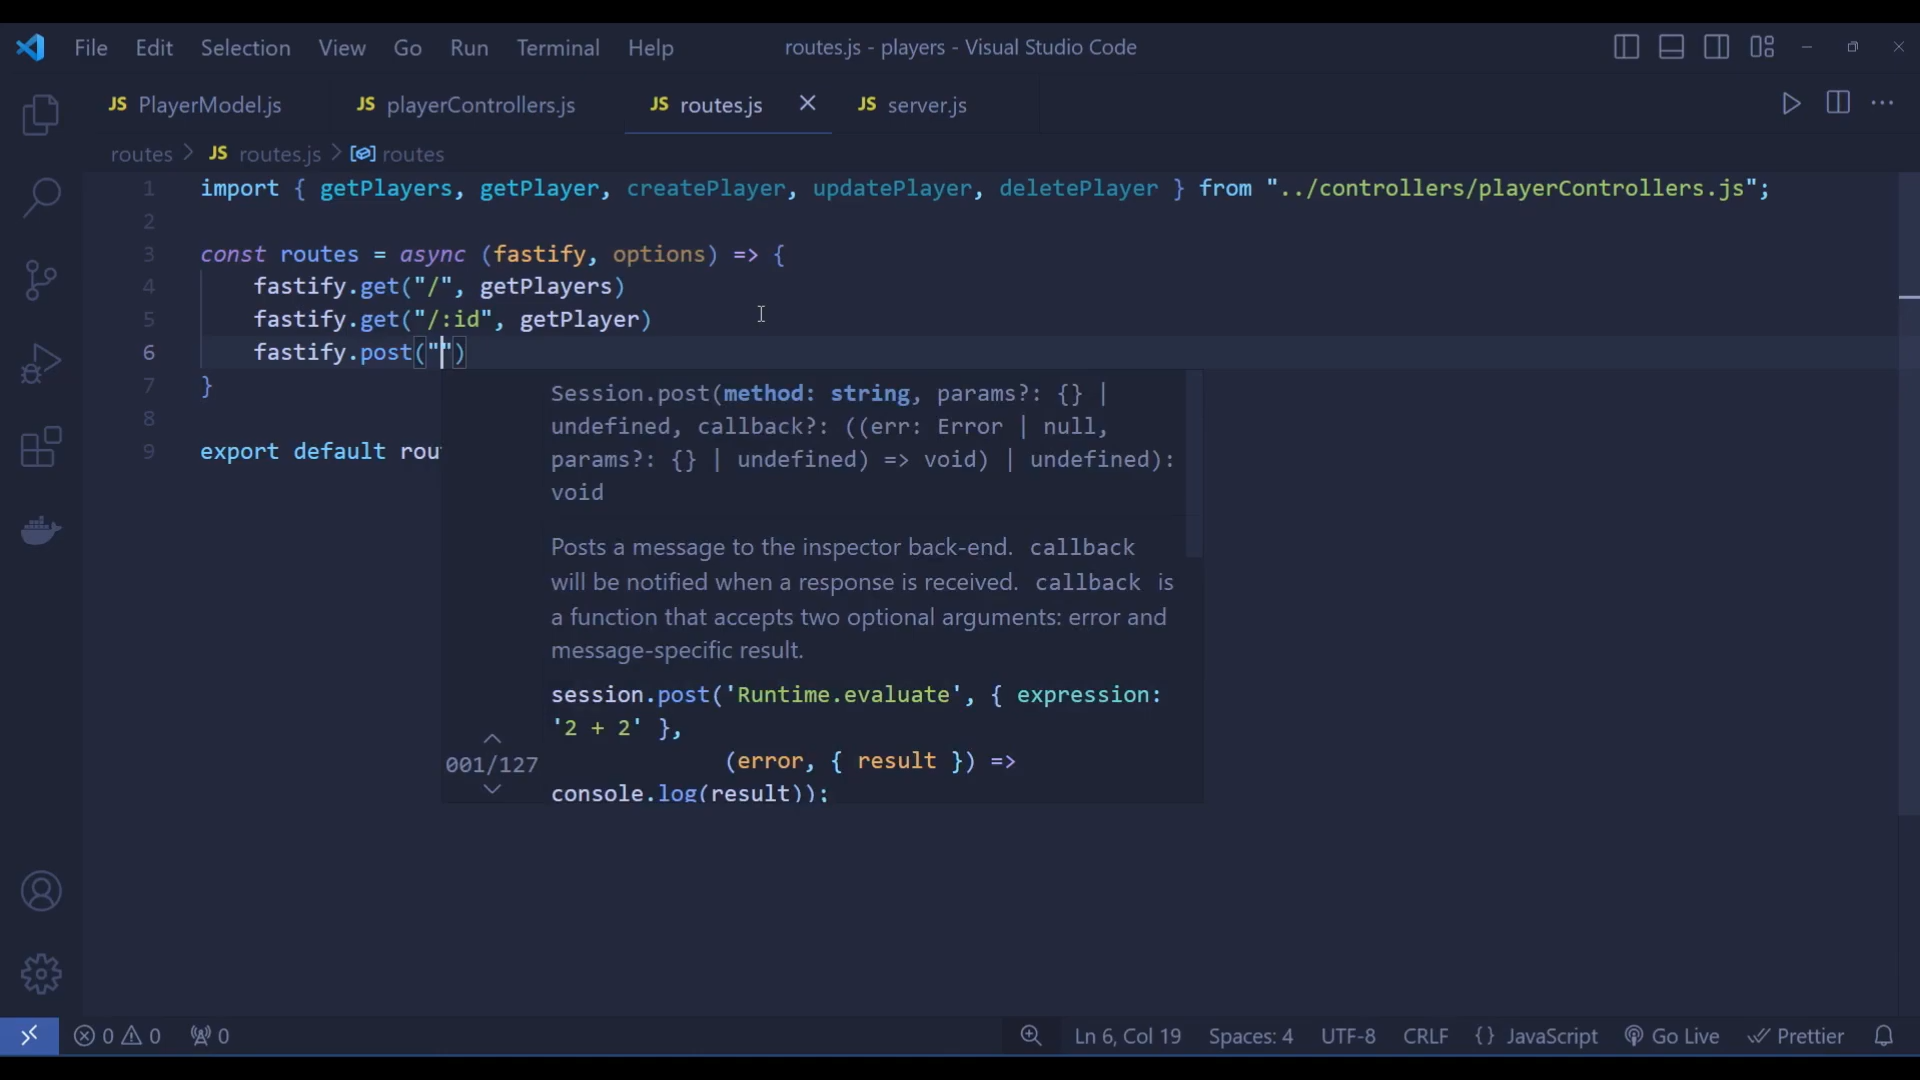 File Edit Selection View Go Run Terminal Help routes.js - players - Visual Studio Code
JS PlayerModel.js JS playerControllers.js JS routes.js JS server.js
routes > JS routes.js > routes
1 import { getPlayers, getPlayer, createPlayer, updatePlayer, deletePlayer } from "../controllers/playerControllers.js";
2
3 const routes = async (fastify, options) => {
4 fastify.get("/", getPlayers)
5 fastify.get("/:id", getPlayer)
6 fastify.post("")
7 }
8
9 export default rou
Session.post(method: string, params?: {} |
undefined, callback?: ((err: Error | null,
params?: {} | undefined) => void) | undefined):
void
Posts a message to the inspector back-end. callback
will be notified when a response is received. callback is
a function that accepts two optional arguments: error and
message-specific result.
session.post('Runtime.evaluate', { expression:
'2 + 2' },
(error, { result }) =>
001/127
console.log(result));
0 0 0 Ln 6, Col 19 Spaces: 4 UTF-8 CRLF {} JavaScript Go Live Prettier